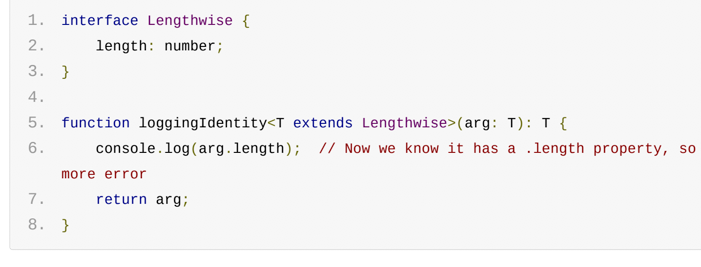 1. interface Lengthwise {
2.     length: number;
3. }
4.
5. function loggingIdentity<T extends Lengthwise>(arg: T): T {
6.     console.log(arg.length);  // Now we know it has a .length property, so
more error
7.     return arg;
8. }